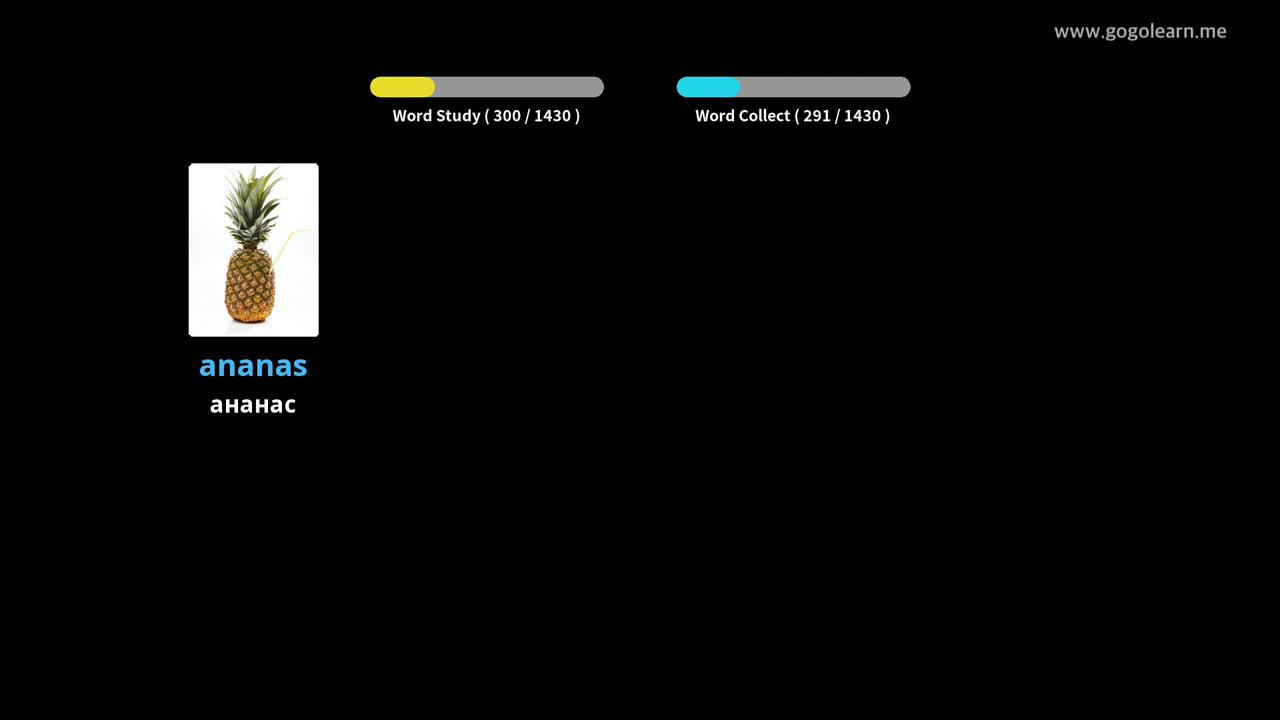 www.gogolearn.me
Word Study ( 300 / 1430 )
Word Collect ( 291 / 1430 )
ananas
ананас